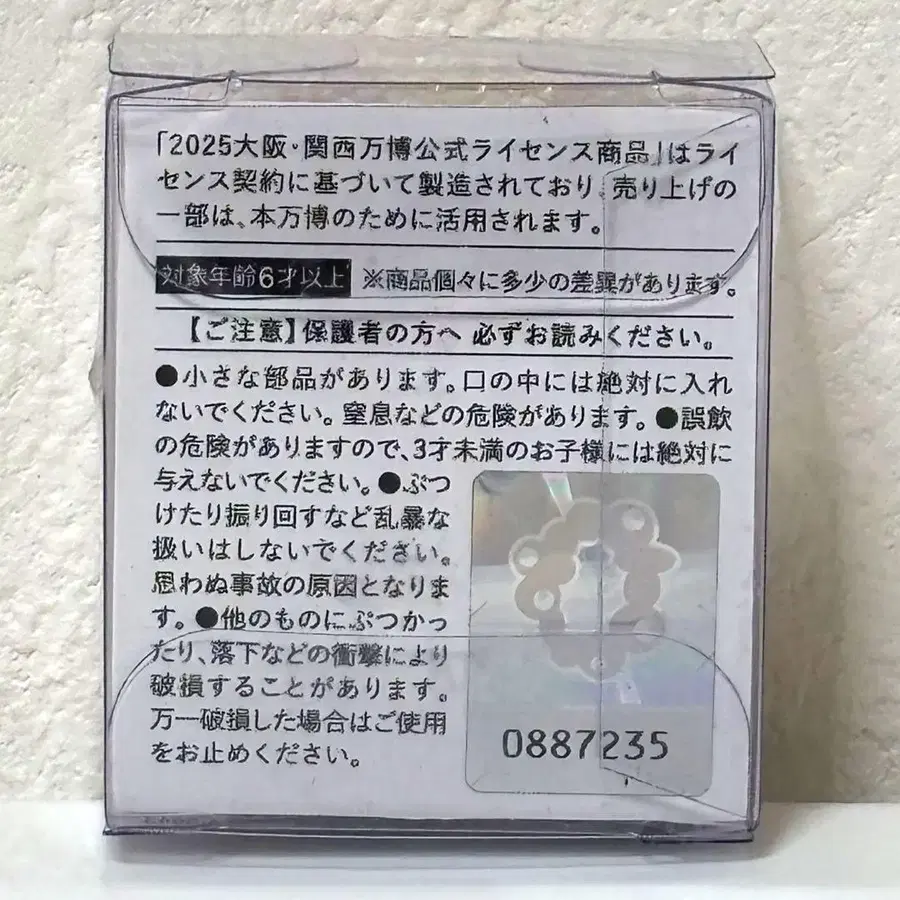 「2025大阪・関西万博公式ライセンス商品」はライ
センス契約に基づいて製造されており、売り上げの
一部は、本万博のために活用されます。
対象年齢6才以上 ※商品個々に多少の差異があります。
【ご注意】保護者の方へ 必ずお読みください。
●小さな部品があります。口の中には絶対に入れ
ないでください。窒息などの危険があります。●誤飲
の危険がありますので、3才未満のお子様には絶対に
与えないでください。●ぶつ
けたり振り回すなど乱暴な
扱いはしないでください。
思わぬ事故の原因となりま
す。●他のものにぶつかっ
たり、落下などの衝撃により
破損することがあります。
万一破損した場合はご使用
をお止めください。
0887235